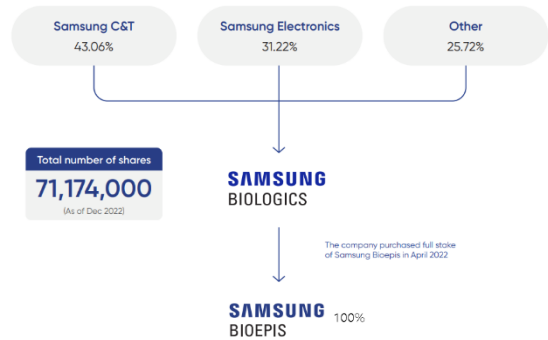 Samsung C&T
43.06%
Samsung Electronics
31.22%
Other
25.72%
Total number of shares
71,174,000
(As of Dec 2022)
SAMSUNG
BIOLOGICS
The company purchased full stake
of Samsung Bioepis in April 2022
SAMSUNG
BIOEPIS
100%